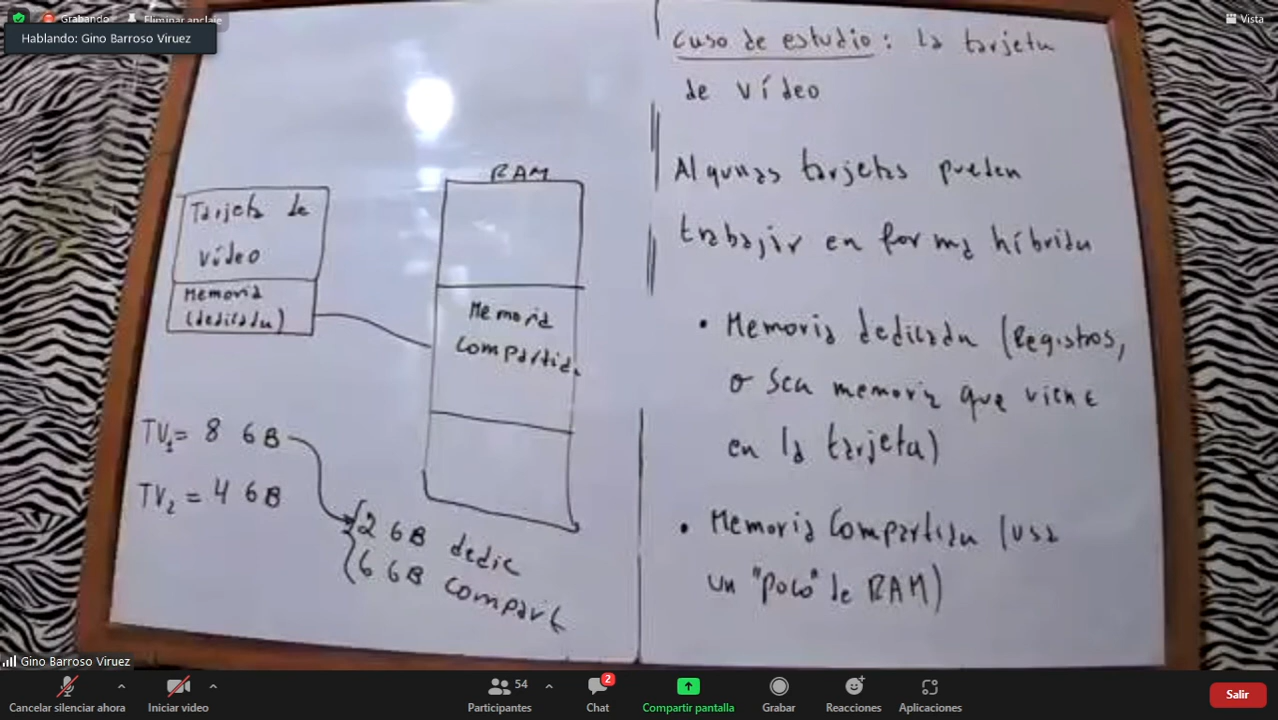 Grabando
Eliminar anclaje
Vista
Hablando: Gino Barroso Viruez
Tarjeta de
vídeo
Memoria
(dedicada)
RAM
Memoria
Compartida
TV1= 8 GB
TV2 = 4 GB
2 GB dedic
6 GB compart
Caso de estudio: la tarjeta
de vídeo
Algunas tarjetas pueden
trabajar en forma híbrida
• Memoria dedicada (Registros,
o sea memoria que viene
en la tarjeta)
• Memoria Compartida (usa
un "poco" de RAM)
Gino Barroso Viruez
Cancelar silenciar ahora
Iniciar video
54
Participantes
2
Chat
Compartir pantalla
Grabar
Reacciones
Aplicaciones
Salir